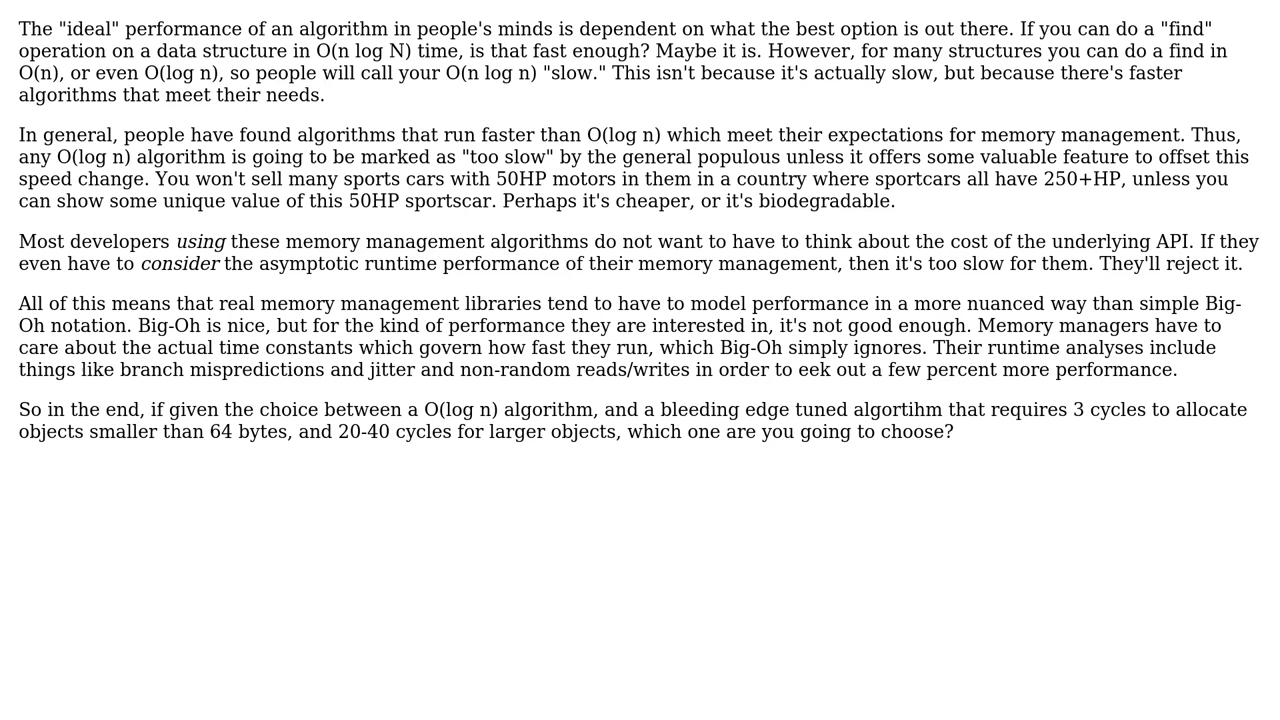 The "ideal" performance of an algorithm in people's minds is dependent on what the best option is out there. If you can do a "find"
operation on a data structure in O(n log N) time, is that fast enough? Maybe it is. However, for many structures you can do a find in
O(n), or even O(log n), so people will call your O(n log n) "slow." This isn't because it's actually slow, but because there's faster
algorithms that meet their needs.
In general, people have found algorithms that run faster than O(log n) which meet their expectations for memory management. Thus,
any O(log n) algorithm is going to be marked as "too slow" by the general populous unless it offers some valuable feature to offset this
speed change. You won't sell many sports cars with 50HP motors in them in a country where sportcars all have 250+HP, unless you
can show some unique value of this 50HP sportscar. Perhaps it's cheaper, or it's biodegradable.
Most developers using these memory management algorithms do not want to have to think about the cost of the underlying API. If they
even have to consider the asymptotic runtime performance of their memory management, then it's too slow for them. They'll reject it.
All of this means that real memory management libraries tend to have to model performance in a more nuanced way than simple Big-
Oh notation. Big-Oh is nice, but for the kind of performance they are interested in, it's not good enough. Memory managers have to
care about the actual time constants which govern how fast they run, which Big-Oh simply ignores. Their runtime analyses include
things like branch mispredictions and jitter and non-random reads/writes in order to eek out a few percent more performance.
So in the end, if given the choice between a O(log n) algorithm, and a bleeding edge tuned algortihm that requires 3 cycles to allocate
objects smaller than 64 bytes, and 20-40 cycles for larger objects, which one are you going to choose?